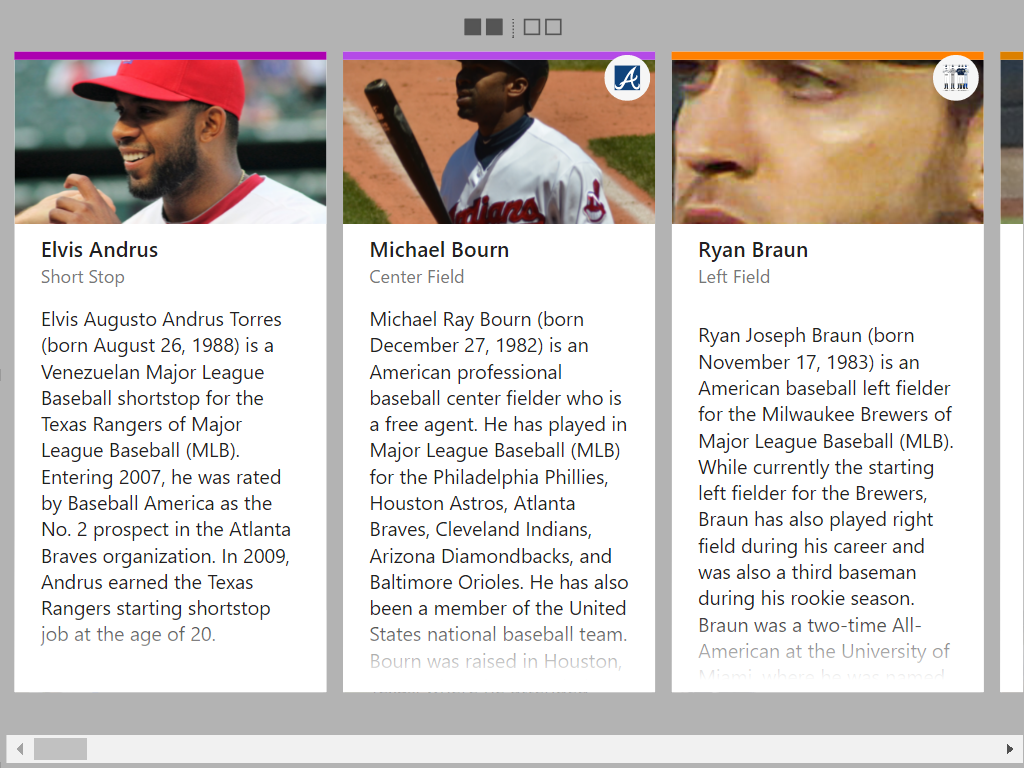 Indians
Elvis Andrus
Short Stop
Elvis Augusto Andrus Torres
(born August 26, 1988) is a
Venezuelan Major League
Baseball shortstop for the
Texas Rangers of Major
League Baseball (MLB).
Entering 2007, he was rated
by Baseball America as the
No. 2 prospect in the Atlanta
Braves organization. In 2009,
Andrus earned the Texas
Rangers starting shortstop
job at the age of 20.
A
Michael Bourn
Center Field
Michael Ray Bourn (born
December 27, 1982) is an
American professional
baseball center fielder who is
a free agent. He has played in
Major League Baseball (MLB)
for the Philadelphia Phillies,
Houston Astros, Atlanta
Braves, Cleveland Indians,
Arizona Diamondbacks, and
Baltimore Orioles. He has also
been a member of the United
States national baseball team.
Bourn was raised in Houston,
Ryan Braun
Left Field
Ryan Joseph Braun (born
November 17, 1983) is an
American baseball left fielder
for the Milwaukee Brewers of
Major League Baseball (MLB).
While currently the starting
left fielder for the Brewers,
Braun has also played right
field during his career and
was also a third baseman
during his rookie season.
Braun was a two-time All-
American at the University of
Miami, where he was named